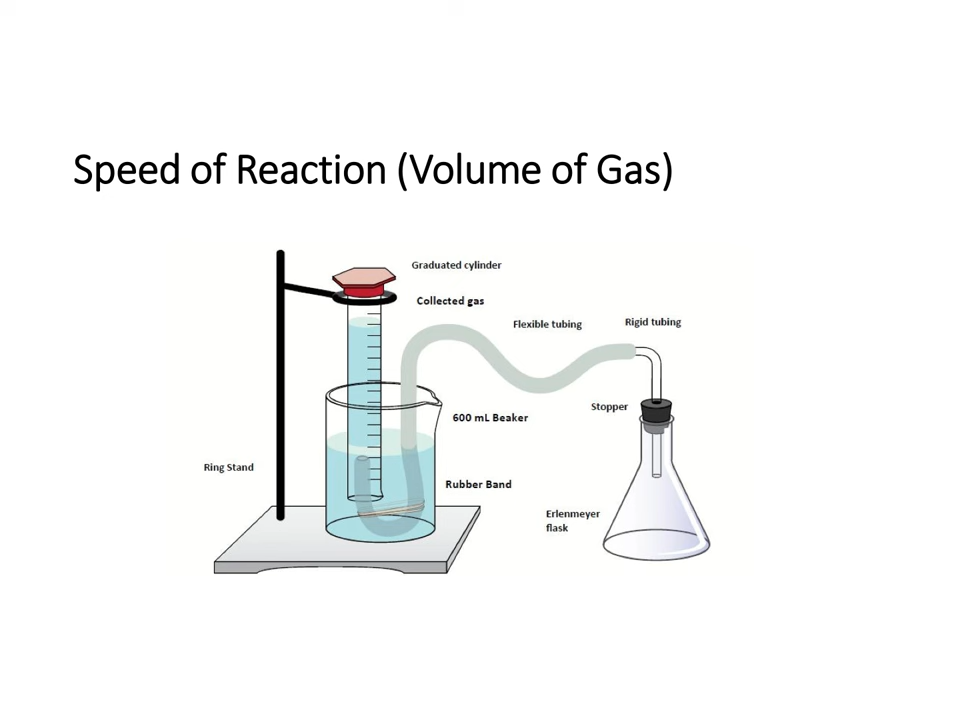 Speed of Reaction (Volume of Gas)
Graduated cylinder
Collected gas
Flexible tubing
Rigid tubing
Stopper
600 mL Beaker
Ring Stand
Rubber Band
Erlenmeyer
flask